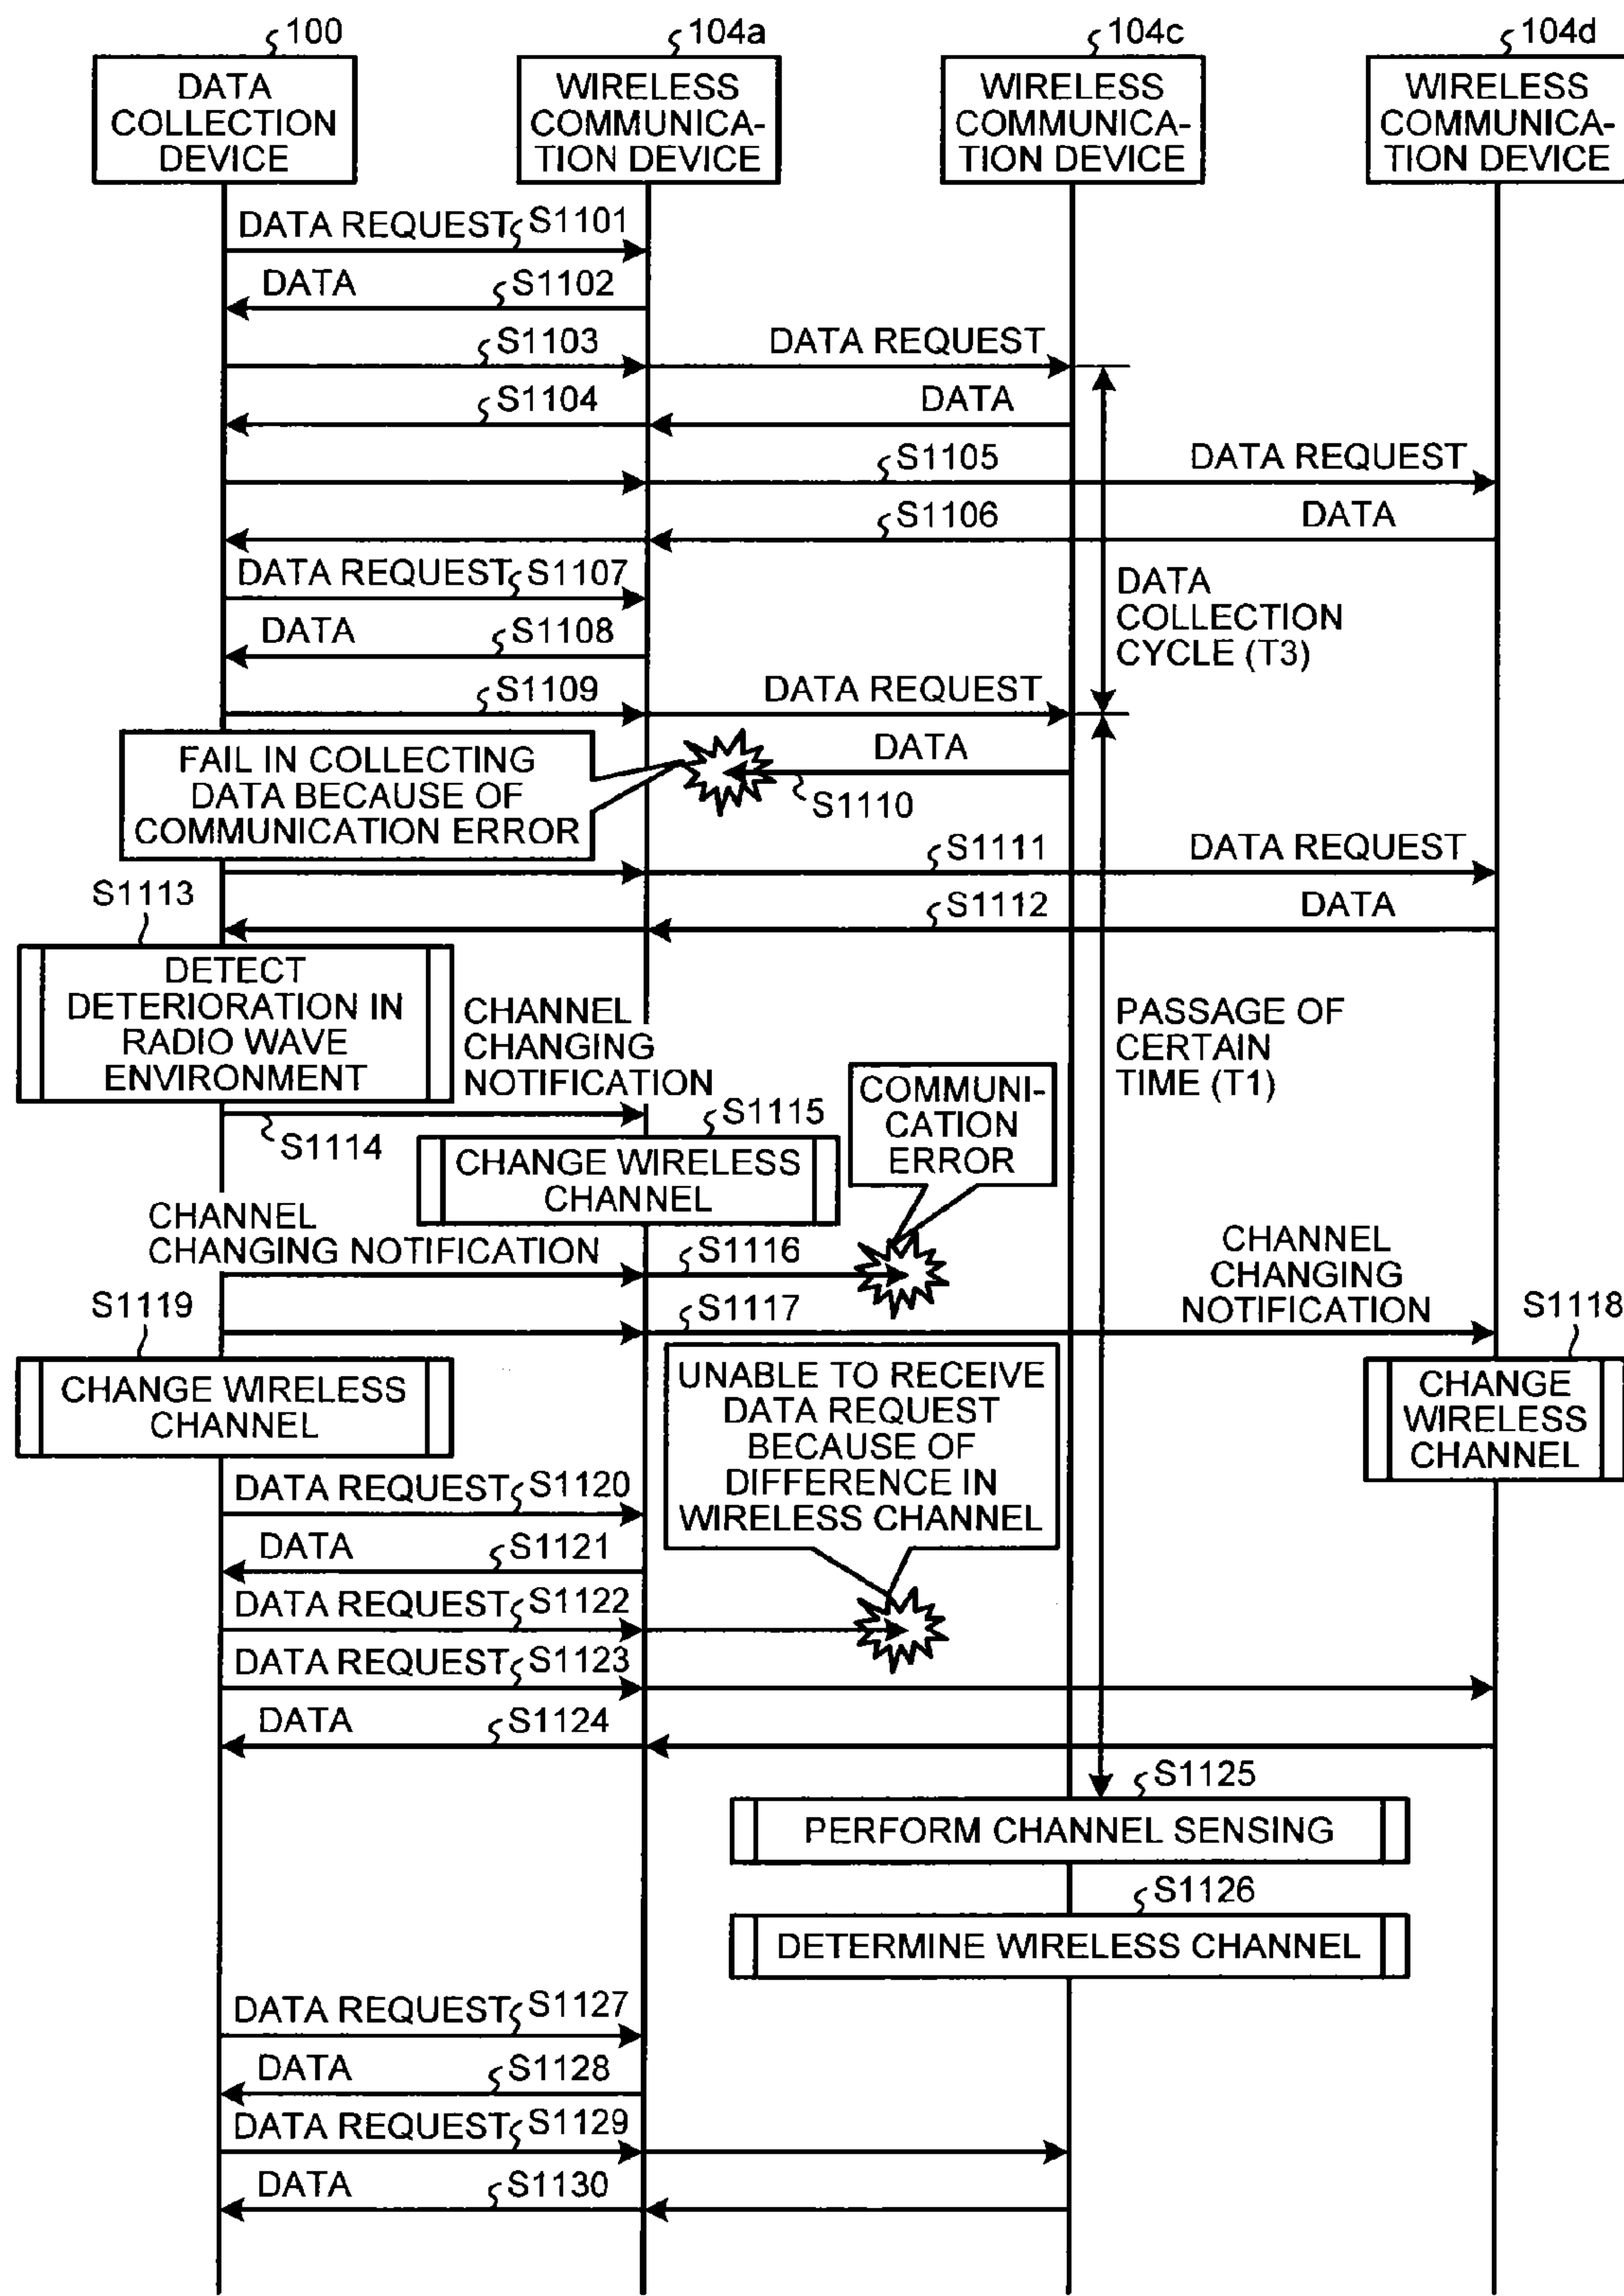 100
104a
104c
104d
DATA
COLLECTION
DEVICE
WIRELESS
COMMUNICA-
TION DEVICE
WIRELESS
COMMUNICA-
TION DEVICE
WIRELESS
COMMUNICA-
TION DEVICE
DATA REQUEST S1101
DATA S1102
S1103 DATA REQUEST
S1104 DATA
S1105 DATA REQUEST
S1106 DATA
DATA REQUEST S1107
DATA S1108
DATA
COLLECTION
CYCLE (T3)
S1109 DATA REQUEST
FAIL IN COLLECTING
DATA BECAUSE OF
COMMUNICATION ERROR
DATA
S1110
S1111 DATA REQUEST
S1112 DATA
S1113
DETECT
DETERIORATION IN
RADIO WAVE
ENVIRONMENT
CHANNEL
CHANGING
NOTIFICATION
S1114
PASSAGE OF
CERTAIN
TIME (T1)
S1115
CHANGE WIRELESS
CHANNEL
COMMUNI-
CATION
ERROR
CHANNEL
CHANGING NOTIFICATION
S1116
S1117
CHANNEL
CHANGING
NOTIFICATION
S1118
CHANGE
WIRELESS
CHANNEL
S1119
CHANGE WIRELESS
CHANNEL
UNABLE TO RECEIVE
DATA REQUEST
BECAUSE OF
DIFFERENCE IN
WIRELESS CHANNEL
DATA REQUEST S1120
DATA S1121
DATA REQUEST S1122
DATA REQUEST S1123
DATA S1124
S1125
PERFORM CHANNEL SENSING
S1126
DETERMINE WIRELESS CHANNEL
DATA REQUEST S1127
DATA S1128
DATA REQUEST S1129
DATA S1130